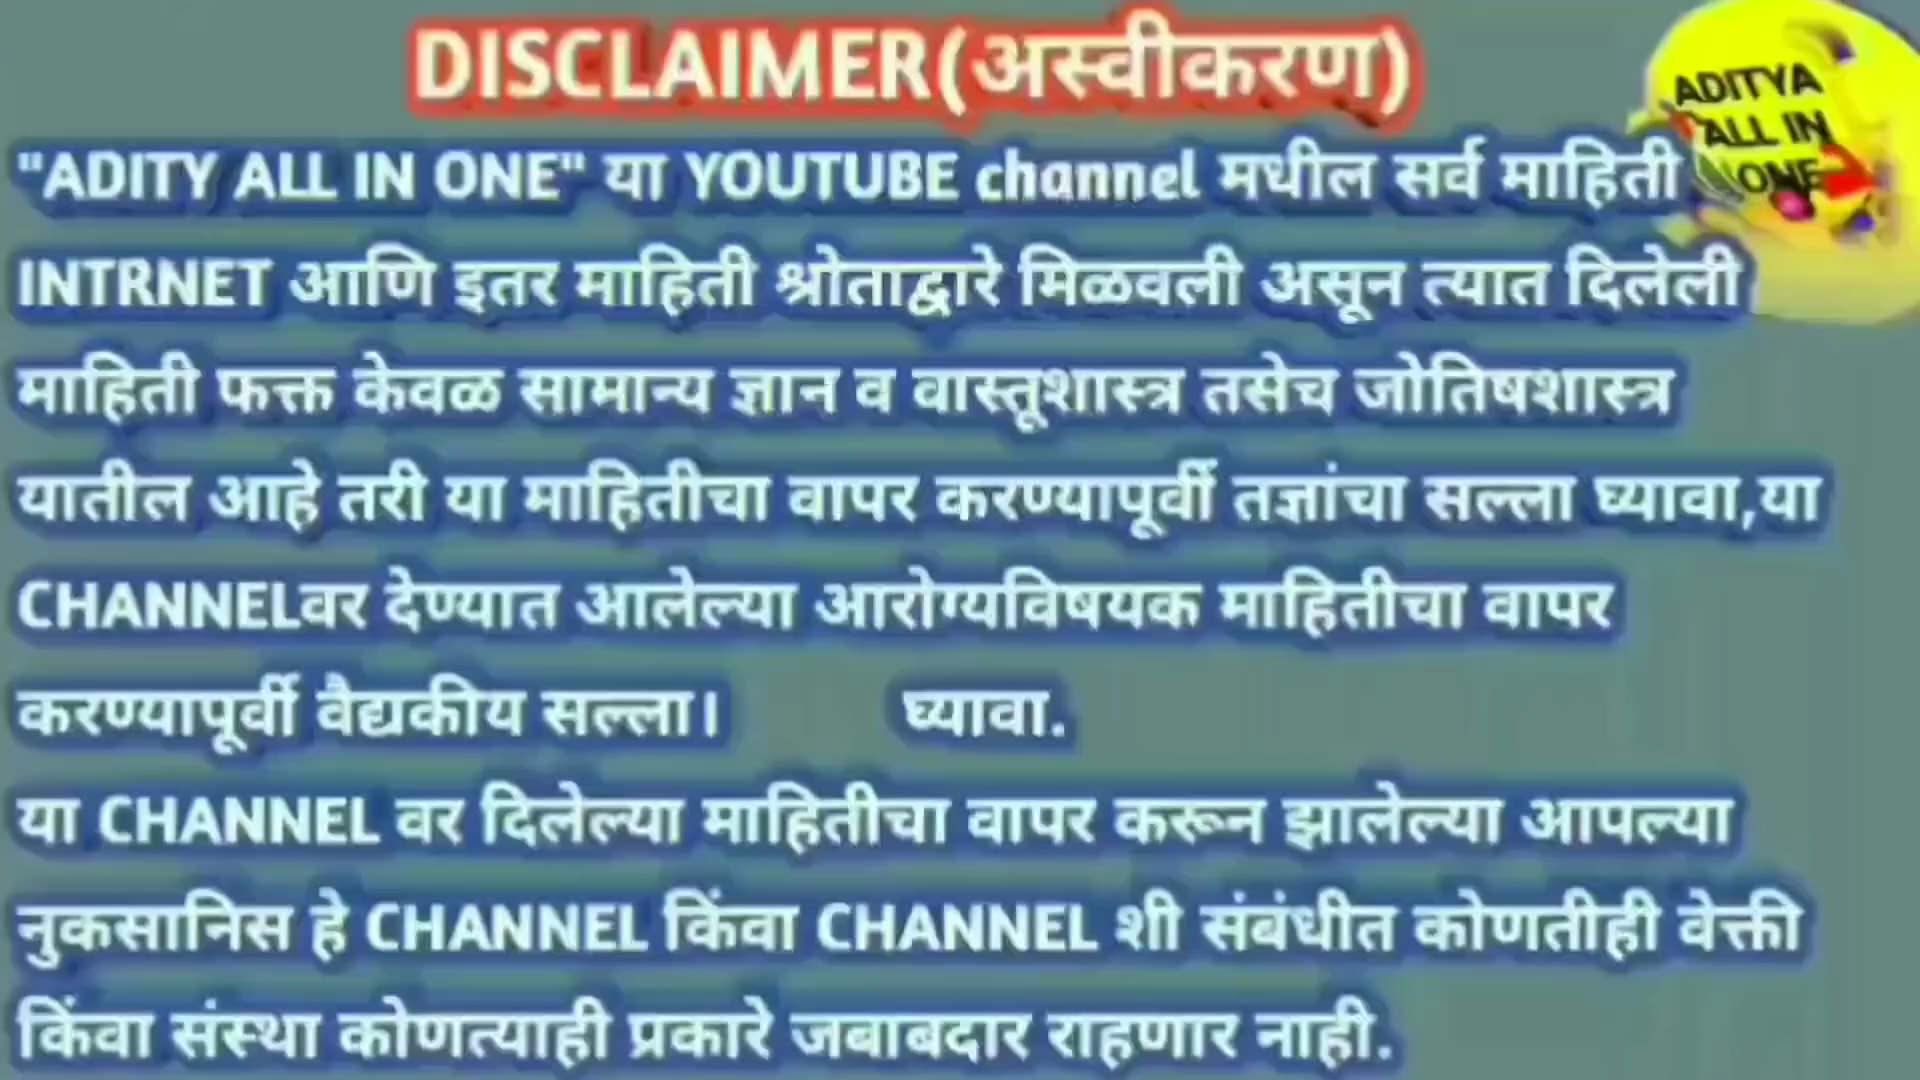 DISCLAIMER(अस्वीकरण)
ADITYA
ALL IN
ONE
"ADITY ALL IN ONE" या YOUTUBE channel मधील सर्व माहिती
INTRNET आणि इतर माहिती श्रोताद्वारे मिळवली असून त्यात दिलेली
माहिती फक्त केवळ सामान्य ज्ञान व वास्तूशास्त्र तसेच जोतिषशास्त्र
यातील आहे तरी या माहितीचा वापर करण्यापूर्वी तज्ञांचा सल्ला घ्यावा,या
CHANNELवर देण्यात आलेल्या आरोग्यविषयक माहितीचा वापर
करण्यापूर्वी वैद्यकीय सल्ला। घ्यावा.
या CHANNEL वर दिलेल्या माहितीचा वापर करून झालेल्या आपल्या
नुकसानिस हे CHANNEL किंवा CHANNEL शी संबंधीत कोणतीही वेक्ती
किंवा संस्था कोणत्याही प्रकारे जबाबदार राहणार नाही.